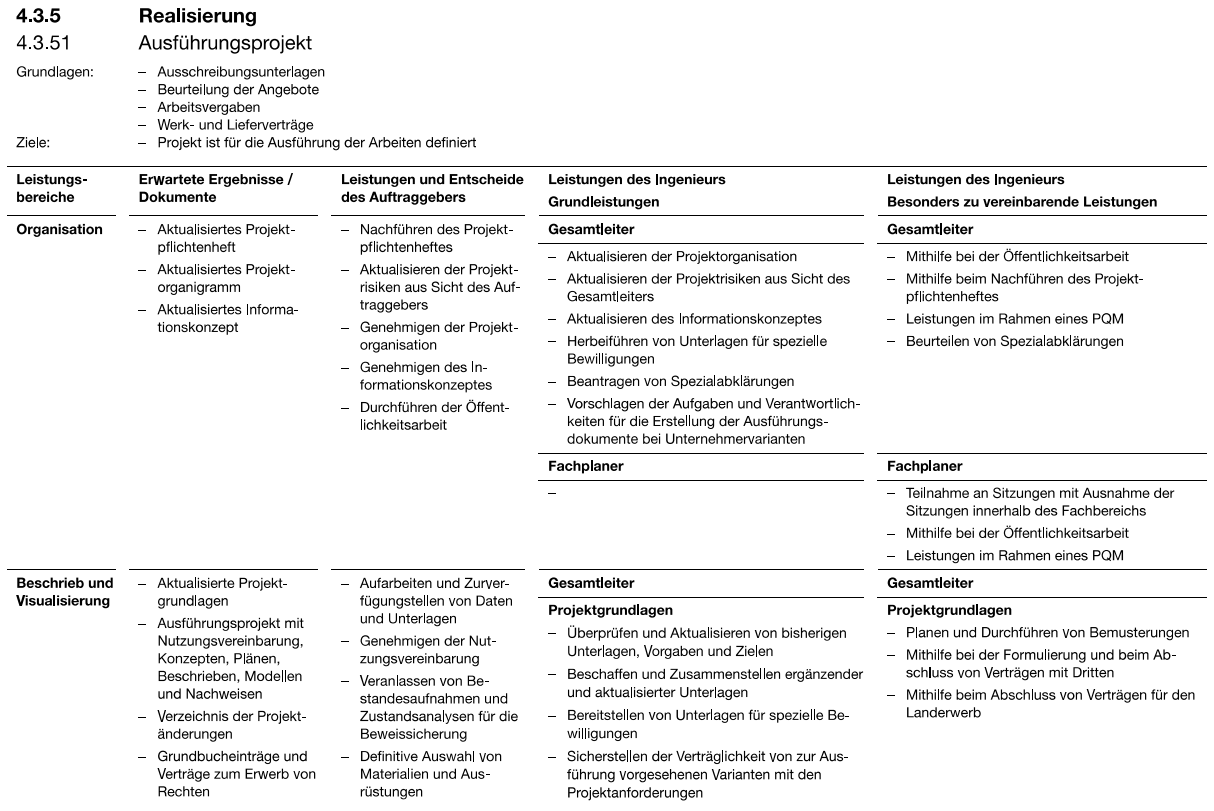 4.3.5 Realisierung
4.3.51 Ausführungsprojekt
Grundlagen: – Ausschreibungsunterlagen
– Beurteilung der Angebote
– Arbeitsvergaben
– Werk- und Lieferverträge
Ziele: – Projekt ist für die Ausführung der Arbeiten definiert
Leistungs-
bereiche
Erwartete Ergebnisse /
Dokumente
Leistungen und Entscheide
des Auftraggebers
Leistungen des Ingenieurs
Grundleistungen
Leistungen des Ingenieurs
Besonders zu vereinbarende Leistungen
Organisation
– Aktualisiertes Projekt-
pflichtenheft
– Aktualisiertes Projekt-
organigramm
– Aktualisiertes Informa-
tionskonzept
– Nachführen des Projekt-
pflichtenheftes
– Aktualisieren der Projekt-
risiken aus Sicht des Auf-
traggebers
– Genehmigen der Projekt-
organisation
– Genehmigen des In-
formationskonzeptes
– Durchführen der Öffent-
lichkeitsarbeit
Gesamtleiter
– Aktualisieren der Projektorganisation
– Aktualisieren der Projektrisiken aus Sicht des
Gesamtleiters
– Aktualisieren des Informationskonzeptes
– Herbeiführen von Unterlagen für spezielle
Bewilligungen
– Beantragen von Spezialabklärungen
– Vorschlagen der Aufgaben und Verantwortlich-
keiten für die Erstellung der Ausführungs-
dokumente bei Unternehmervarianten
Gesamtleiter
– Mithilfe bei der Öffentlichkeitsarbeit
– Mithilfe beim Nachführen des Projekt-
pflichtenheftes
– Leistungen im Rahmen eines PQM
– Beurteilen von Spezialabklärungen
Fachplaner
–
Fachplaner
– Teilnahme an Sitzungen mit Ausnahme der
Sitzungen innerhalb des Fachbereichs
– Mithilfe bei der Öffentlichkeitsarbeit
– Leistungen im Rahmen eines PQM
Beschrieb und
Visualisierung
– Aktualisierte Projekt-
grundlagen
– Ausführungsprojekt mit
Nutzungsvereinbarung,
Konzepten, Plänen,
Beschrieben, Modellen
und Nachweisen
– Verzeichnis der Projekt-
änderungen
– Grundbucheinträge und
Verträge zum Erwerb von
Rechten
– Aufarbeiten und Zurver-
fügungstellen von Daten
und Unterlagen
– Genehmigen der Nut-
zungsvereinbarung
– Veranlassen von Be-
standesaufnahmen und
Zustandsanalysen für die
Beweissicherung
– Definitive Auswahl von
Materialien und Aus-
rüstungen
Gesamtleiter
Projektgrundlagen
– Überprüfen und Aktualisieren von bisherigen
Unterlagen, Vorgaben und Zielen
– Beschaffen und Zusammenstellen ergänzender
und aktualisierter Unterlagen
– Bereitstellen von Unterlagen für spezielle Be-
willigungen
– Sicherstellen der Verträglichkeit von zur Aus-
führung vorgesehenen Varianten mit den
Projektanforderungen
Gesamtleiter
Projektgrundlagen
– Planen und Durchführen von Bemusterungen
– Mithilfe bei der Formulierung und beim Ab-
schluss von Verträgen mit Dritten
– Mithilfe beim Abschluss von Verträgen für den
Landerwerb